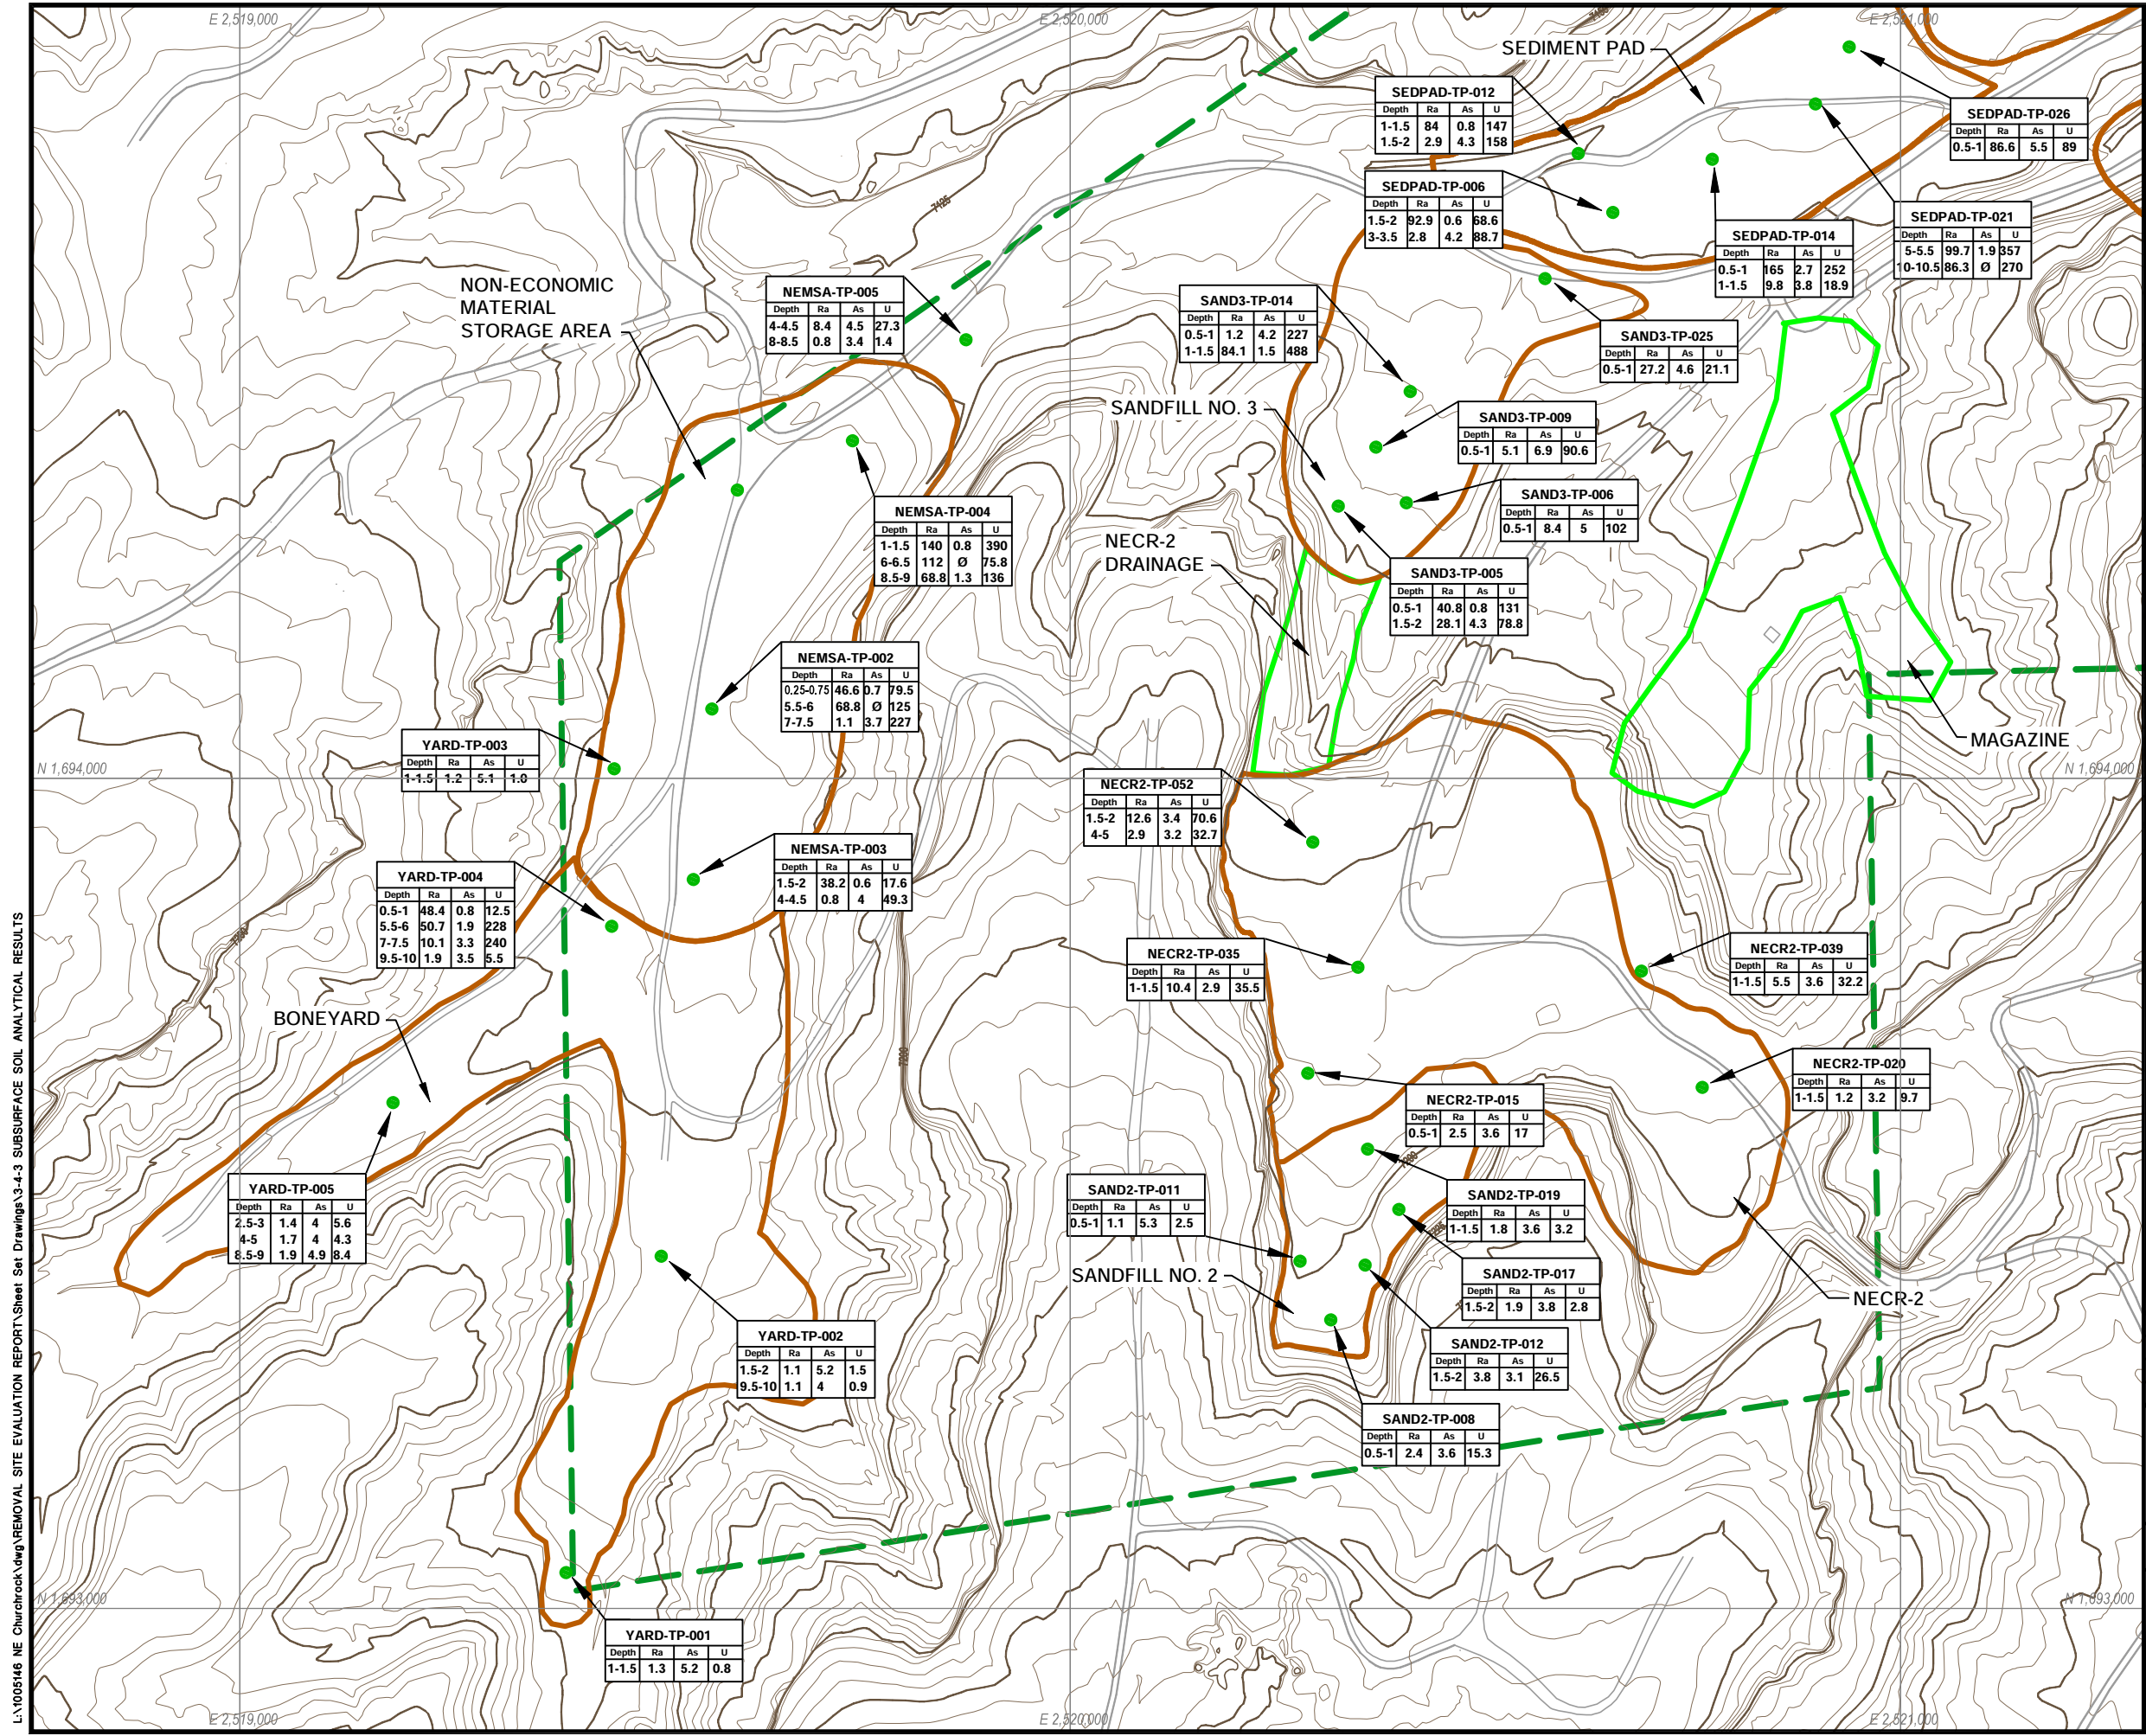 E 2,519,000
E 2,520,000
E 2,521,000
SEDIMENT PAD
7125
SEDPAD-TP-012
Depth Ra As U
1-1.5 84 0.8 147
1.5-2 2.9 4.3 158
SEDPAD-TP-026
Depth Ra As U
0.5-1 86.6 5.5 89
SEDPAD-TP-006
Depth Ra As U
1.5-2 92.9 0.6 68.6
3-3.5 2.8 4.2 88.7
SEDPAD-TP-021
Depth Ra As U
5-5.5 99.7 1.9 357
10-10.5 86.3 Ø 270
SEDPAD-TP-014
Depth Ra As U
0.5-1 165 2.7 252
1-1.5 9.8 3.8 18.9
NON-ECONOMIC
MATERIAL
STORAGE AREA
NEMSA-TP-005
Depth Ra As U
4-4.5 8.4 4.5 27.3
8-8.5 0.8 3.4 1.4
SAND3-TP-014
Depth Ra As U
0.5-1 1.2 4.2 227
1-1.5 84.1 1.5 488
SAND3-TP-025
Depth Ra As U
0.5-1 27.2 4.6 21.1
SANDFILL NO. 3
SAND3-TP-009
Depth Ra As U
0.5-1 5.1 6.9 90.6
SAND3-TP-006
Depth Ra As U
0.5-1 8.4 5 102
NEMSA-TP-004
Depth Ra As U
1-1.5 140 0.8 390
6-6.5 112 Ø 75.8
8.5-9 68.8 1.3 136
NECR-2
DRAINAGE
SAND3-TP-005
Depth Ra As U
0.5-1 40.8 0.8 131
1.5-2 28.1 4.3 78.8
NEMSA-TP-002
Depth Ra As U
0.25-0.75 46.6 0.7 79.5
5.5-6 68.8 Ø 125
7-7.5 1.1 3.7 227
MAGAZINE
YARD-TP-003
Depth Ra As U
1-1.5 1.2 5.1 1.0
N 1,694,000
N 1,694,000
NECR2-TP-052
Depth Ra As U
1.5-2 12.6 3.4 70.6
4-5 2.9 3.2 32.7
NEMSA-TP-003
Depth Ra As U
1.5-2 38.2 0.6 17.6
4-4.5 0.8 4 49.3
YARD-TP-004
Depth Ra As U
0.5-1 48.4 0.8 12.5
5.5-6 50.7 1.9 228
7-7.5 10.1 3.3 240
9.5-10 1.9 3.5 5.5
7200
NECR2-TP-035
Depth Ra As U
1-1.5 10.4 2.9 35.5
NECR2-TP-039
Depth Ra As U
1-1.5 5.5 3.6 32.2
BONEYARD
NECR2-TP-020
Depth Ra As U
1-1.5 1.2 3.2 9.7
NECR2-TP-015
Depth Ra As U
0.5-1 2.5 3.6 17
7200
YARD-TP-005
Depth Ra As U
2.5-3 1.4 4 5.6
4-5 1.7 4 4.3
8.5-9 1.9 4.9 8.4
SAND2-TP-011
Depth Ra As U
0.5-1 1.1 5.3 2.5
SAND2-TP-019
Depth Ra As U
1-1.5 1.8 3.6 3.2
SANDFILL NO. 2
SAND2-TP-017
Depth Ra As U
1.5-2 1.9 3.8 2.8
NECR-2
YARD-TP-002
Depth Ra As U
1.5-2 1.1 5.2 1.5
9.5-10 1.1 4 0.9
SAND2-TP-012
Depth Ra As U
1.5-2 3.8 3.1 26.5
SAND2-TP-008
Depth Ra As U
0.5-1 2.4 3.6 15.3
N 1,693,000
N 1,693,000
YARD-TP-001
Depth Ra As U
1-1.5 1.3 5.2 0.8
E 2,519,000
E 2,520,000
E 2,521,000
L:\1005146 NE Churchrock\dwg\REMOVAL SITE EVALUATION REPORT\Sheet Set Drawings\3-4-3 SUBSURFACE SOIL ANALYTICAL RESULTS